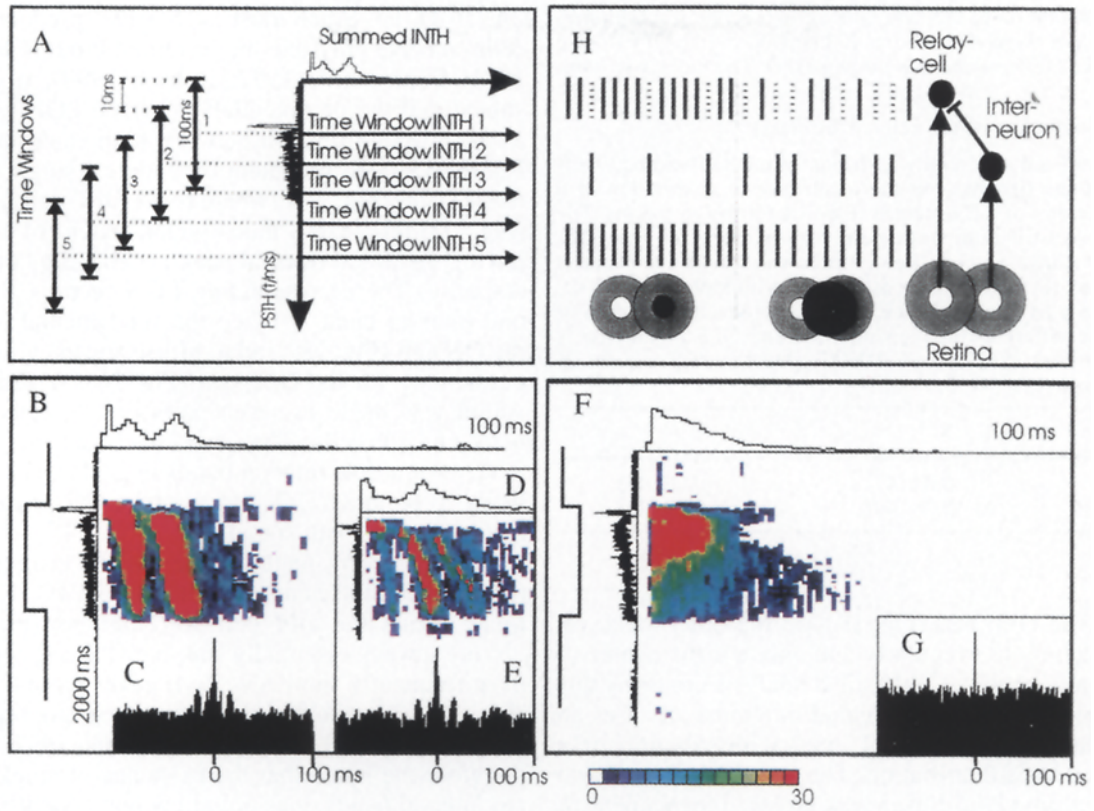 A
Summed INTH
Time Windows
10ms
100ms
1
2
3
4
5
Time Window INTH 1
Time Window INTH 2
Time Window INTH 3
Time Window INTH 4
Time Window INTH 5
PSTH (f/ms)
H
Relay-
cell
Inter-
neuron
Retina
B
100 ms
D
2000 ms
C
E
0
100 ms
0
100 ms
F
100 ms
G
0
100 ms
0
30